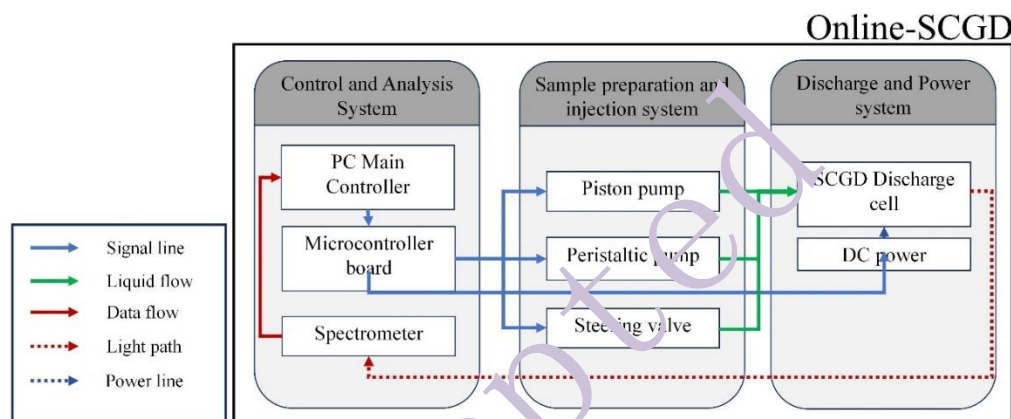 Online-SCGD
Control and Analysis
System
Sample preparation and
injection system
Discharge and Power
system
PC Main
Controller
Microcontroller
board
Spectrometer
Piston pump
Peristaltic pump
Steering valve
SCGD Discharge
cell
DC power
Signal line
Liquid flow
Data flow
Light path
Power line
pted